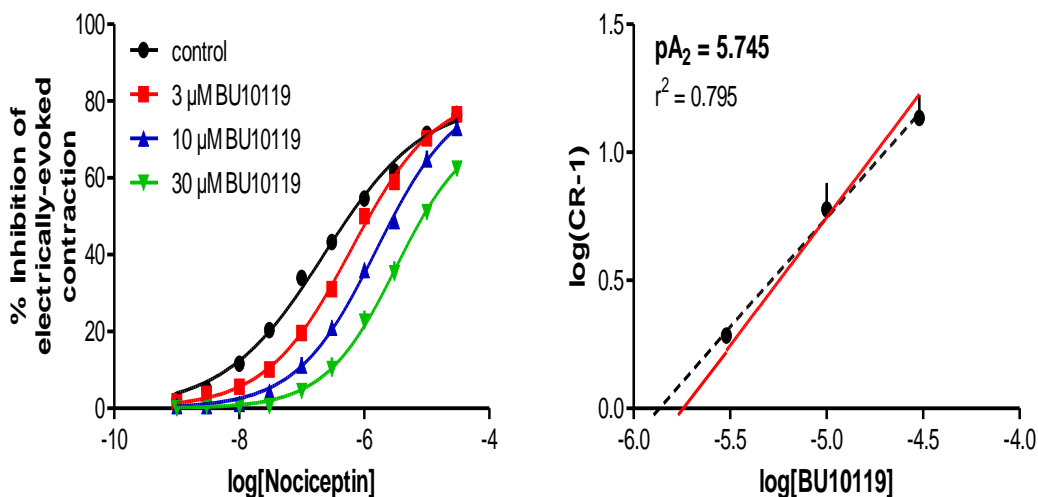 % Inhibition of
electrically-evoked
contraction
100
80
60
40
20
0
control
3 µM BU10119
10 µM BU10119
30 µM BU10119
-10
-8
-6
-4
log[Nociceptin]
log(CR-1)
1.5
1.0
0.5
0.0
pA2 = 5.745
r2 = 0.795
-6.0
-5.5
-5.0
-4.5
-4.0
log[BU10119]